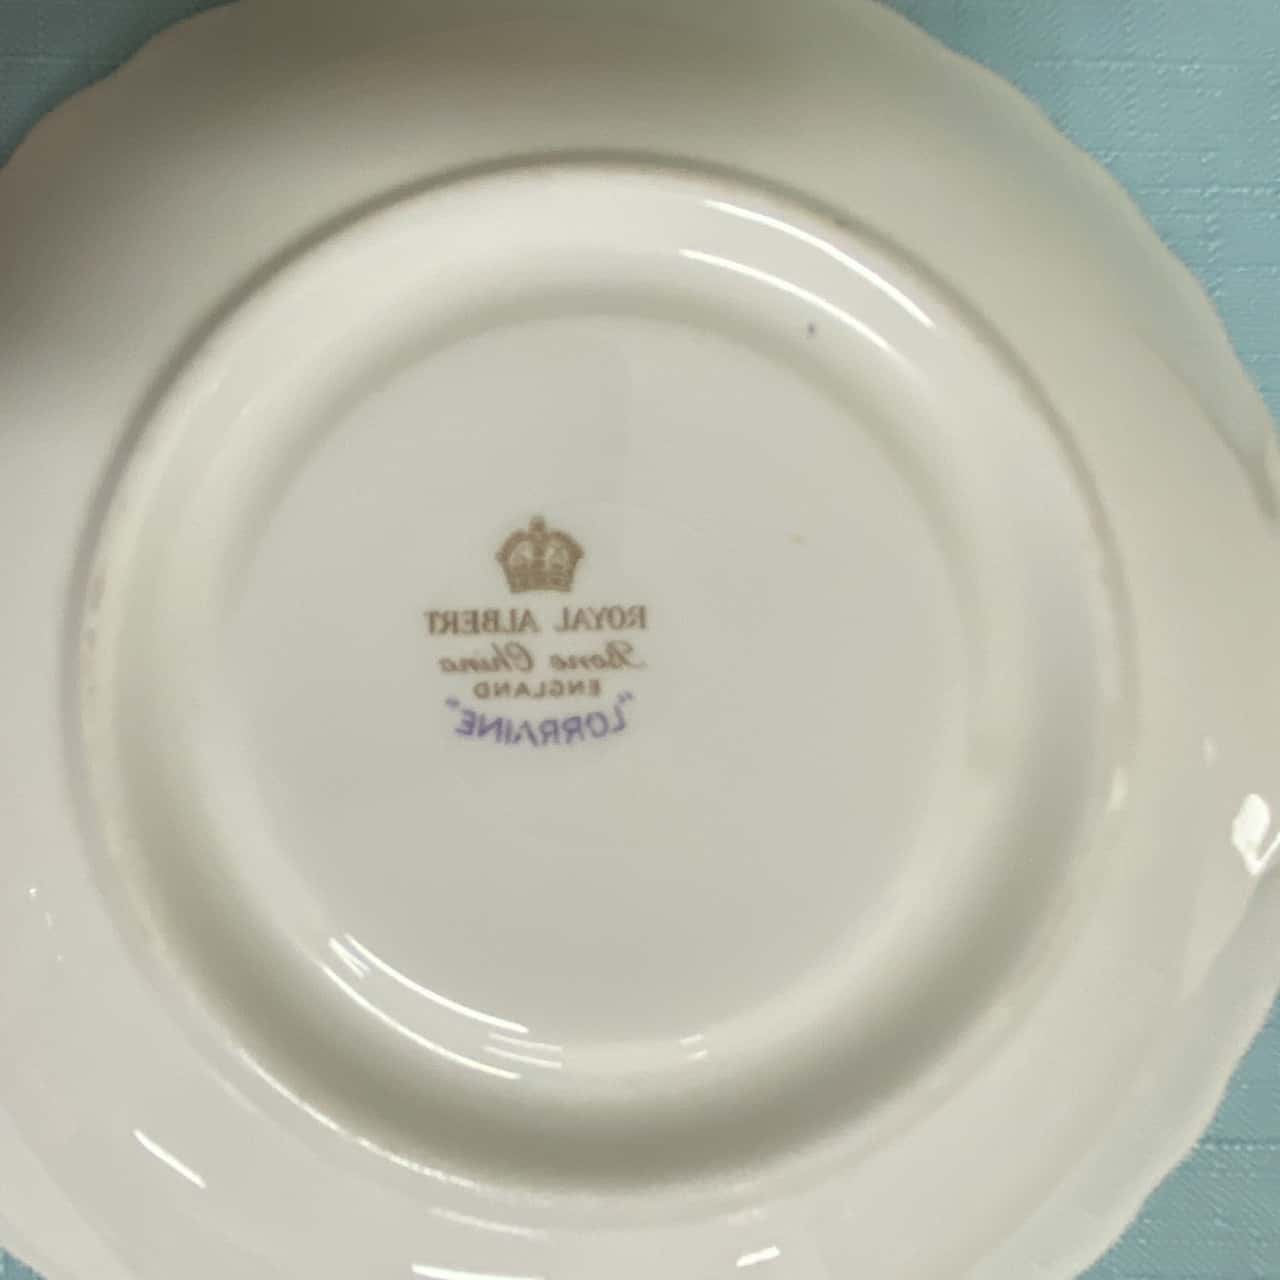 ROYAL ALBERT
Bone China
ENGLAND
"LORRAINE"